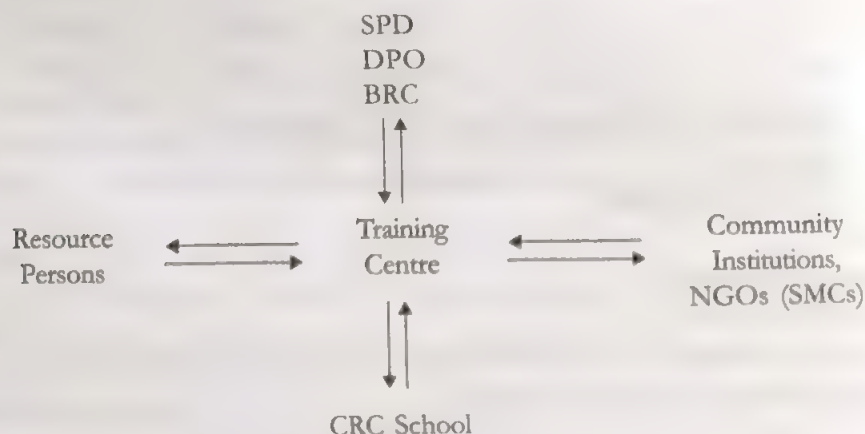 SPD
DPO
BRC
Resource
Persons
Training
Centre
Community
Institutions,
NGOs (SMCs)
CRC School